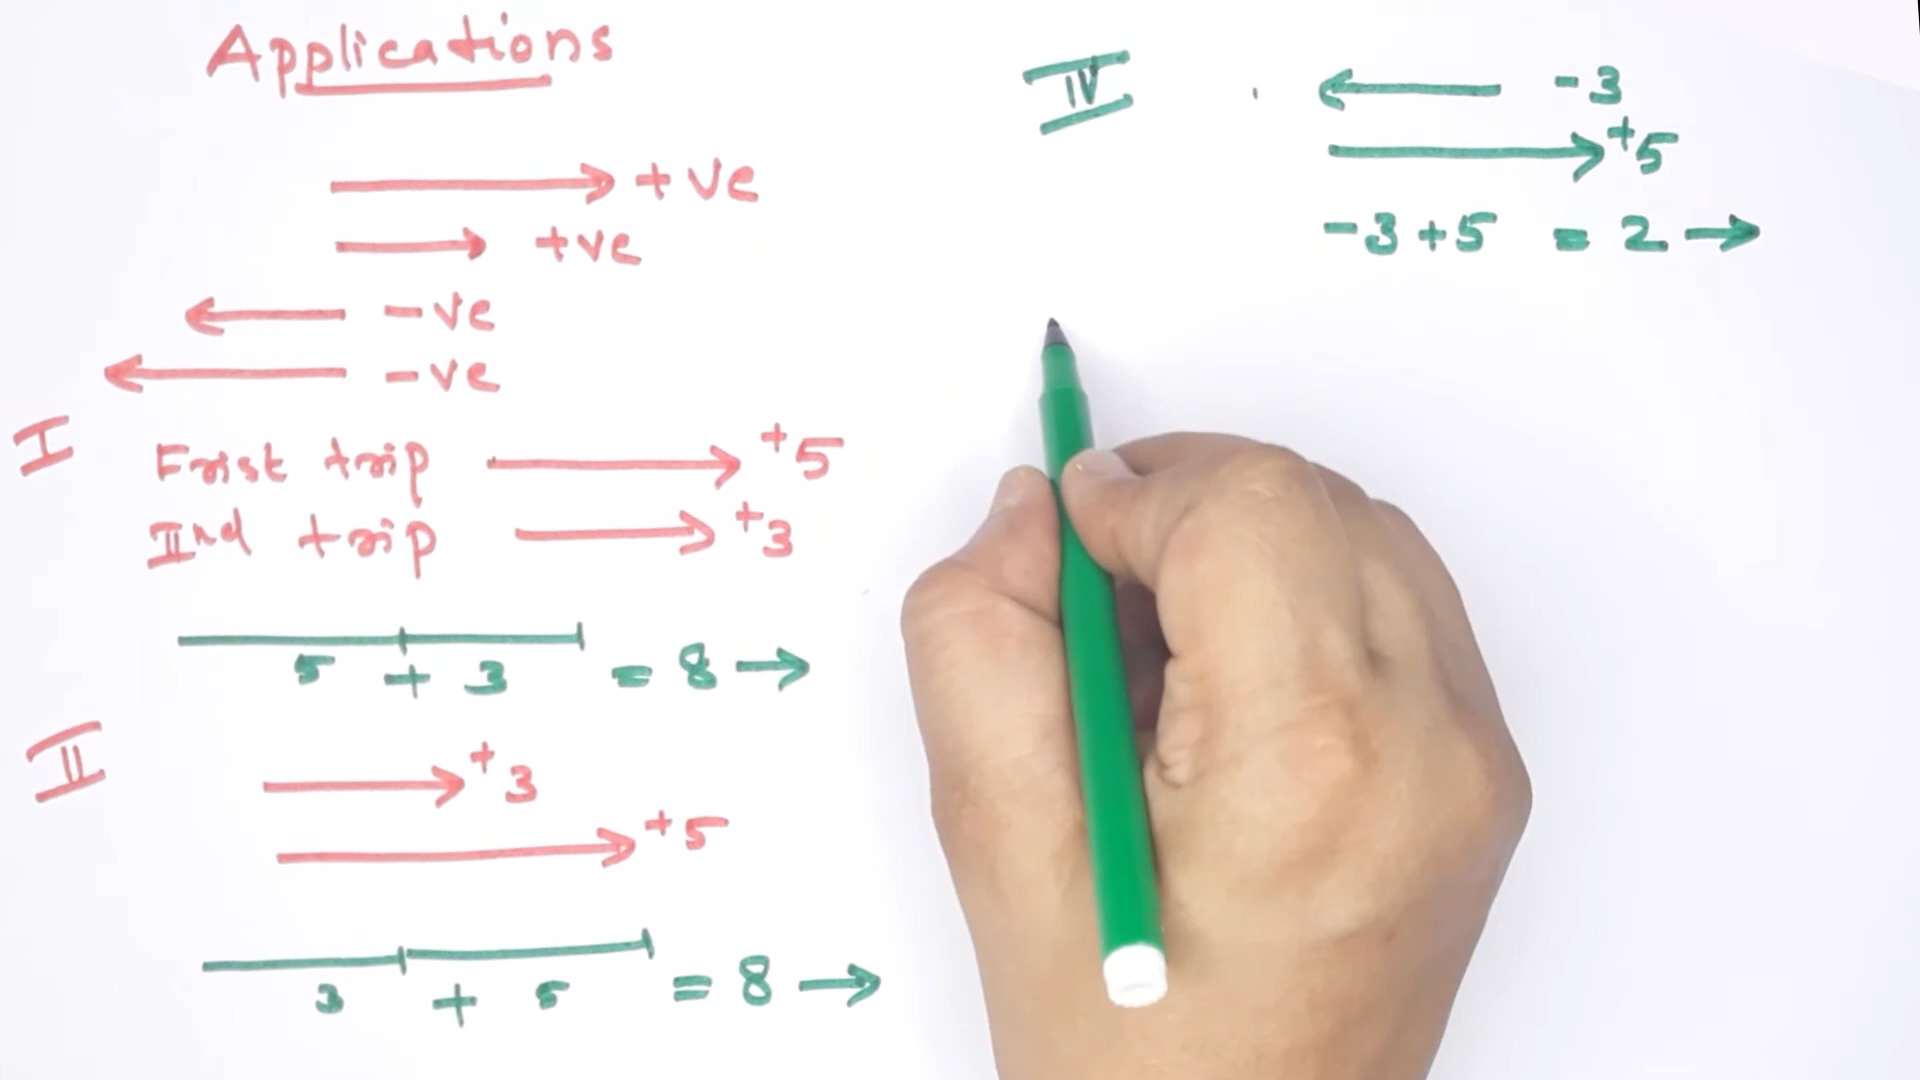 Applications
+ve
+ve
-ve
-ve
I
Frist trip +5
IInd trip +3
5 + 3 = 8 →
II
+3
+5
3 + 5 = 8 →
IV
-3
+5
-3+5 = 2 →